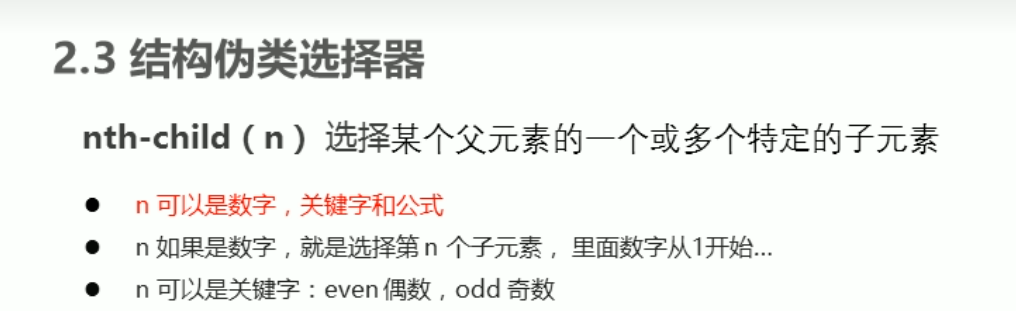 2.3 结构伪类选择器
nth-child（n） 选择某个父元素的一个或多个特定的子元素
● n 可以是数字，关键字和公式
● n 如果是数字，就是选择第 n 个子元素， 里面数字从1开始…
● n 可以是关键字：even 偶数，odd 奇数